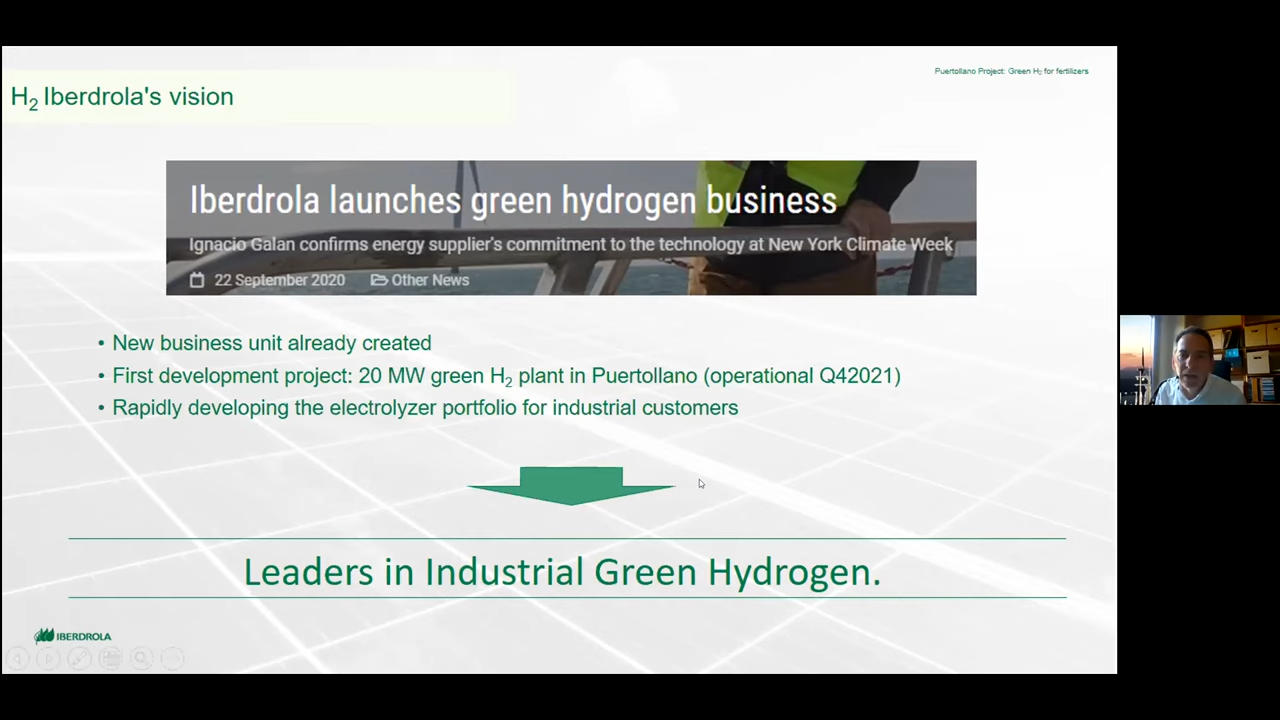 Puertollano Project: Green H₂ for fertilizers
H₂ Iberdrola's vision
Iberdrola launches green hydrogen business
Ignacio Galan confirms energy supplier's commitment to the technology at New York Climate Week
22 September 2020 Other News
• New business unit already created
• First development project: 20 MW green H₂ plant in Puertollano (operational Q42021)
• Rapidly developing the electrolyzer portfolio for industrial customers
Leaders in Industrial Green Hydrogen.
IBERDROLA